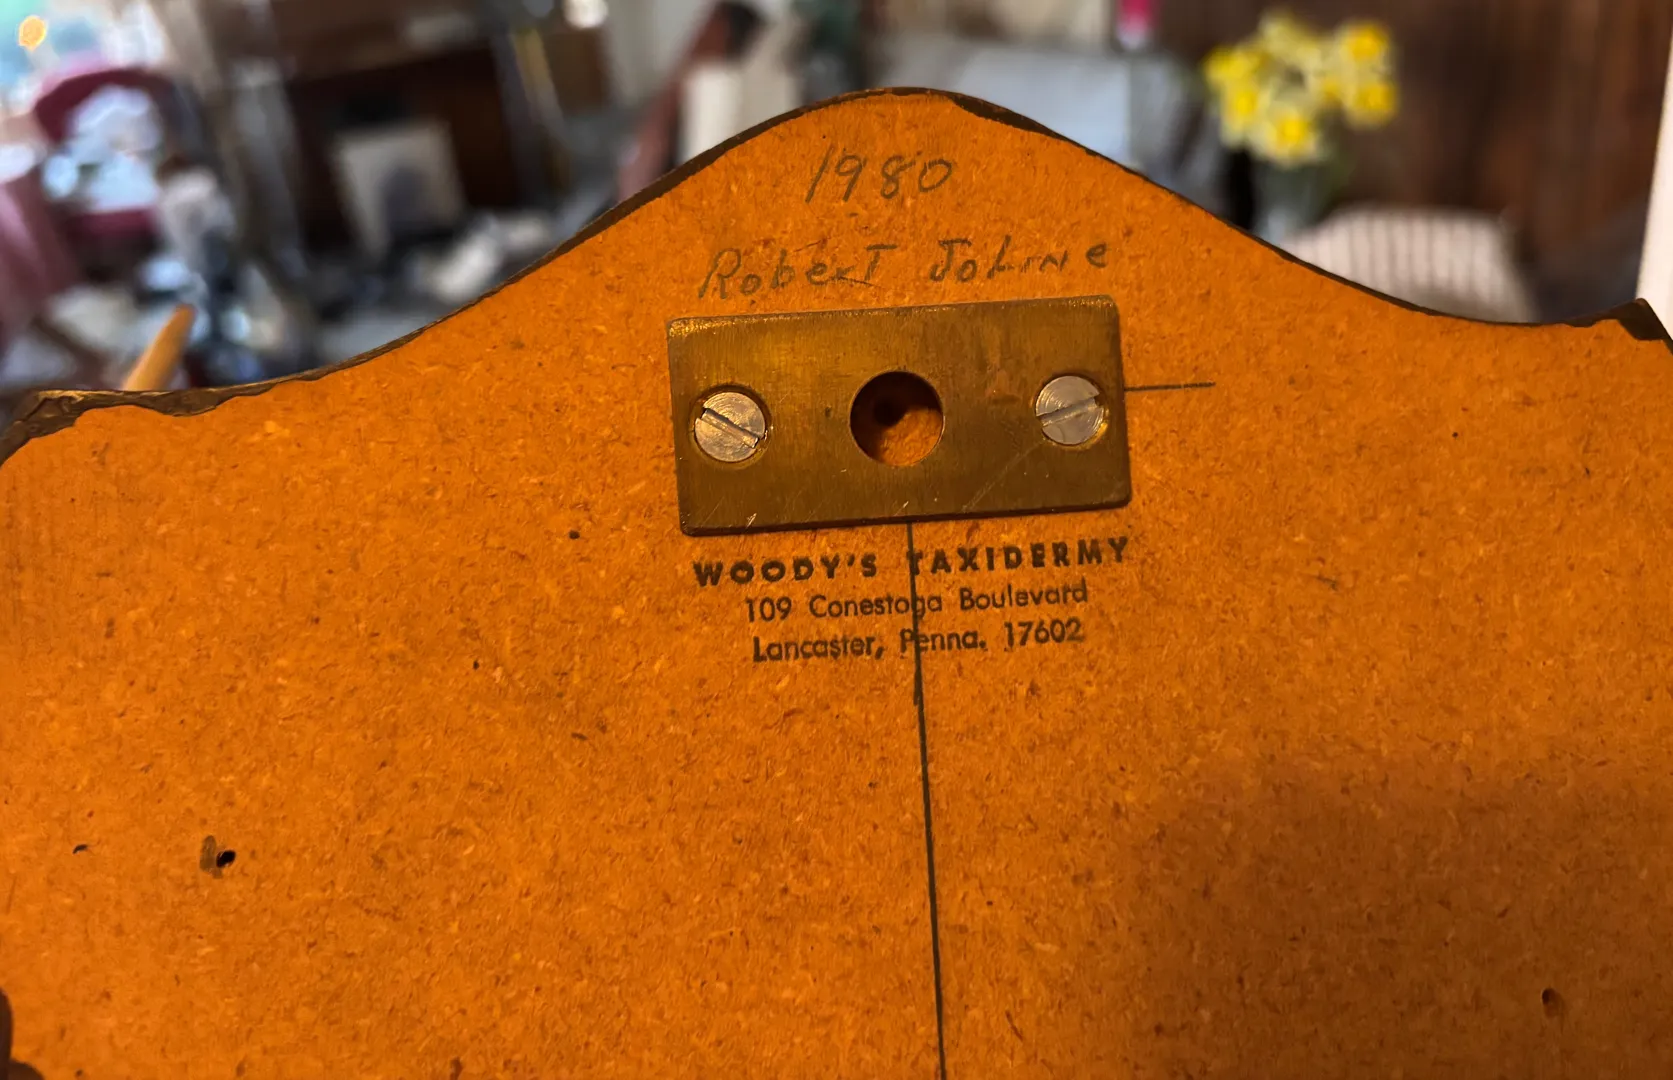 1980
Robert Johne
WOODY'S TAXIDERMY
109 Conestoga Boulevard
Lancaster, Penna. 17602